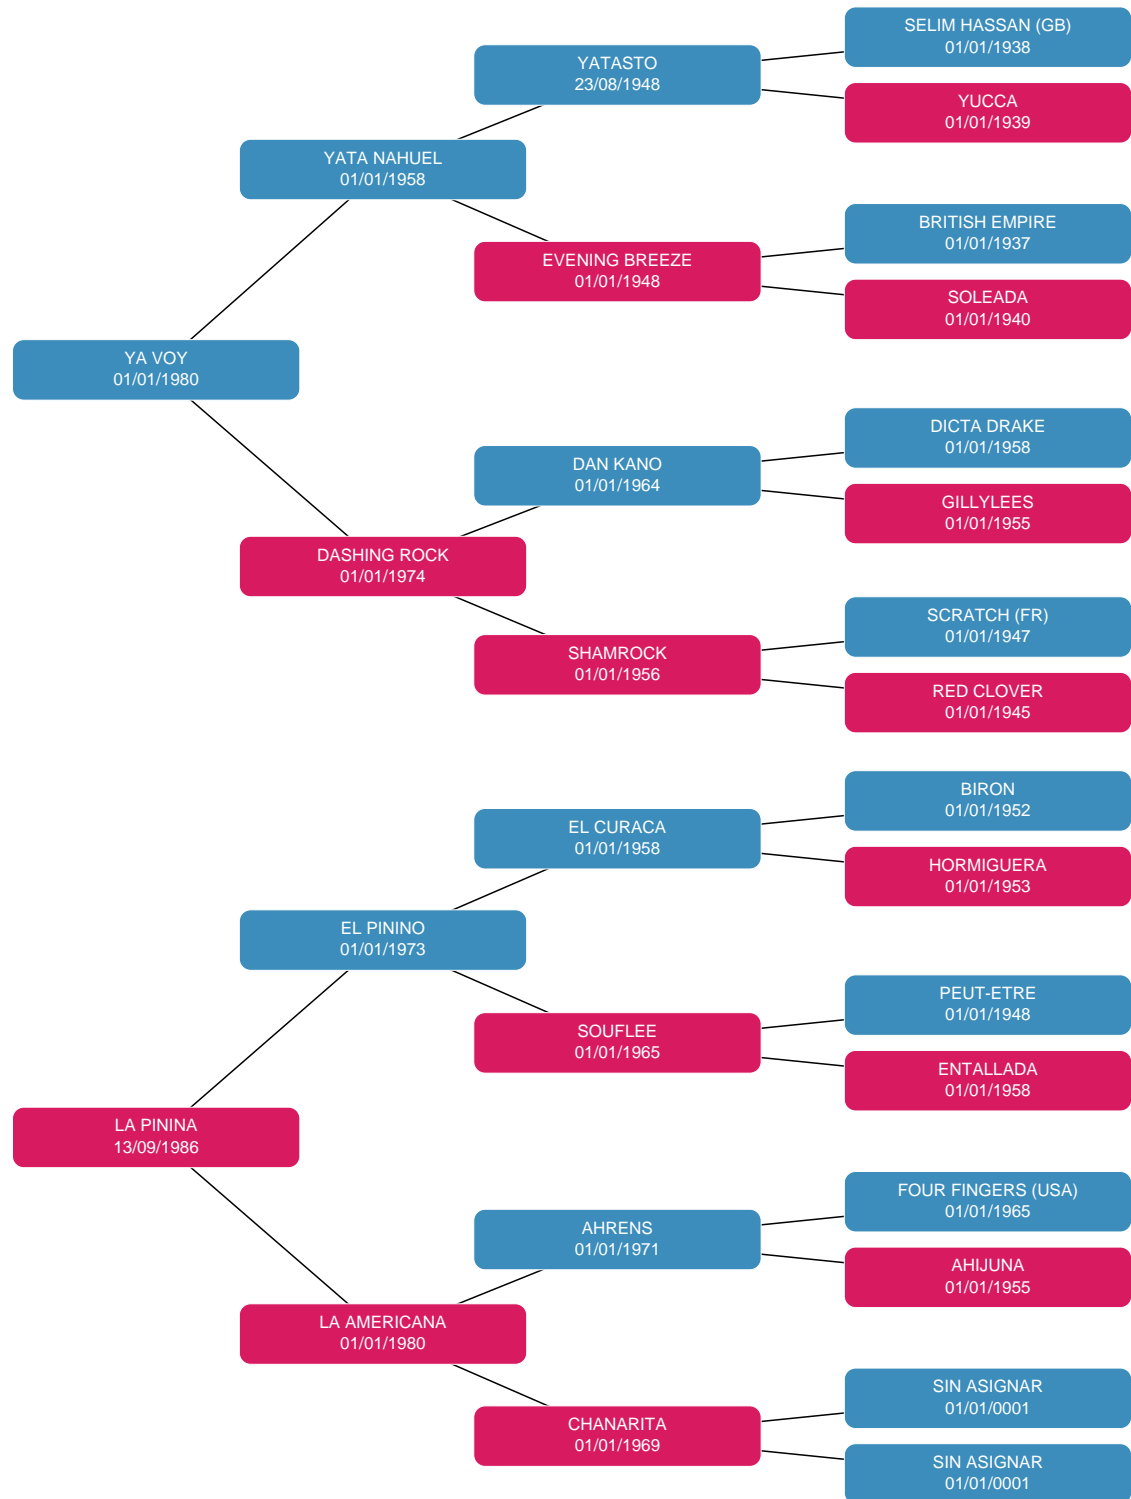 SELIM HASSAN (GB)
01/01/1938
YATASTO
23/08/1948
YUCCA
01/01/1939
YATA NAHUEL
01/01/1958
BRITISH EMPIRE
01/01/1937
EVENING BREEZE
01/01/1948
SOLEADA
01/01/1940
YA VOY
01/01/1980
DICTA DRAKE
01/01/1958
DAN KANO
01/01/1964
GILLYLEES
01/01/1955
DASHING ROCK
01/01/1974
SCRATCH (FR)
01/01/1947
SHAMROCK
01/01/1956
RED CLOVER
01/01/1945
BIRON
01/01/1952
EL CURACA
01/01/1958
HORMIGUERA
01/01/1953
EL PININO
01/01/1973
PEUT-ETRE
01/01/1948
SOUFLEE
01/01/1965
ENTALLADA
01/01/1958
LA PININA
13/09/1986
FOUR FINGERS (USA)
01/01/1965
AHRENS
01/01/1971
AHIJUNA
01/01/1955
LA AMERICANA
01/01/1980
SIN ASIGNAR
01/01/0001
CHANARITA
01/01/1969
SIN ASIGNAR
01/01/0001